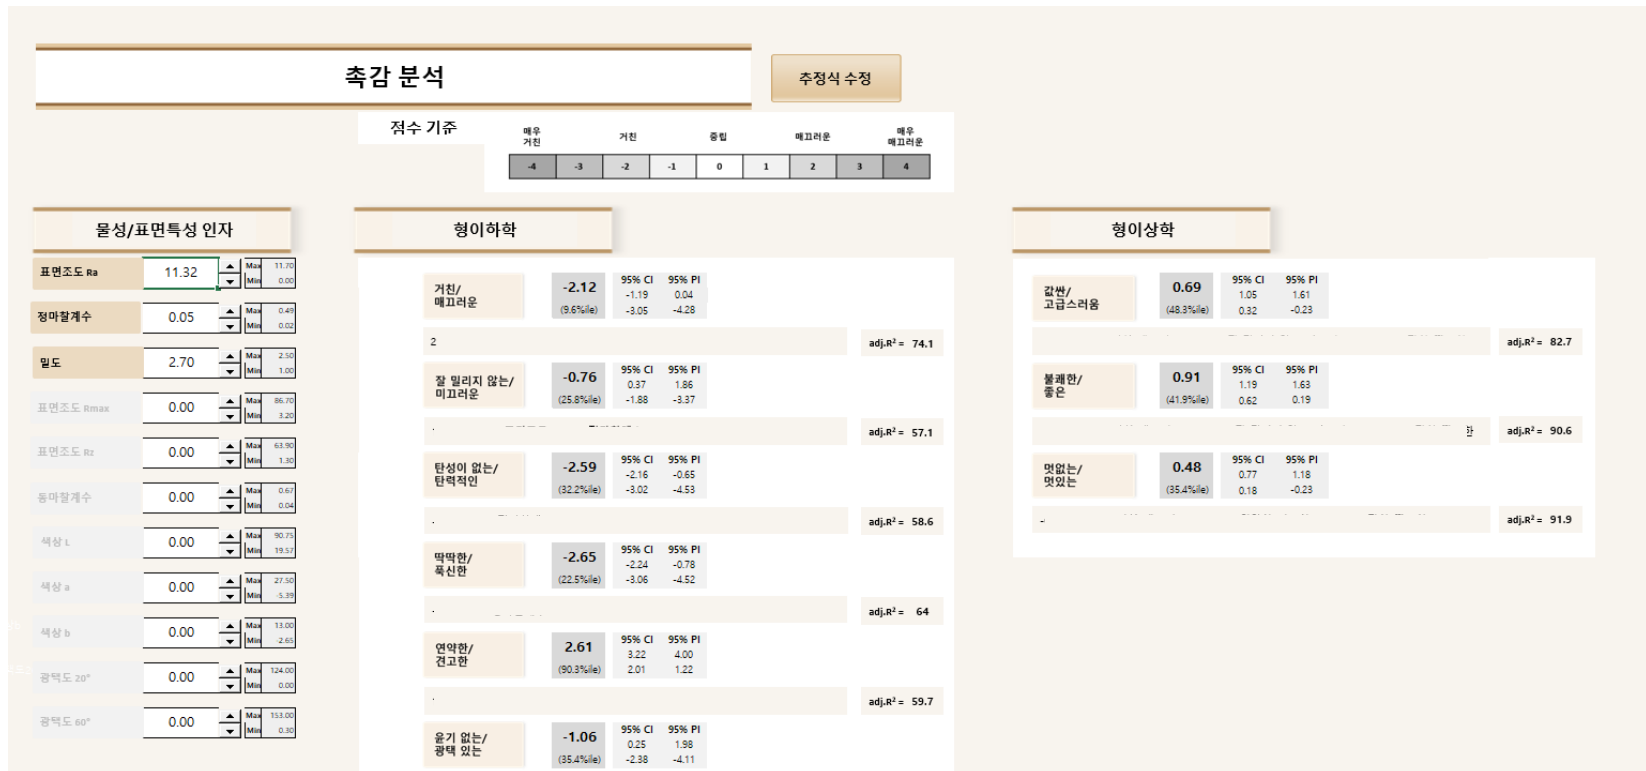 촉감 분석
추정식 수정
점수 기준
매우 거친
거친
중립
매끄러운
매우 매끄러운
-4 -3 -2 -1 0 1 2 3 4
물성/표면특성 인자
표면조도 Ra 11.32 Max 11.70 Min 0.00
정마찰계수 0.05 Max 0.49 Min 0.02
밀도 2.70 Max 2.50 Min 1.00
표면조도 Rmax 0.00 Max 86.70 Min 3.20
표면조도 Rz 0.00 Max 63.90 Min 1.30
동마찰계수 0.00 Max 0.67 Min 0.04
색상 L 0.00 Max 90.75 Min 19.57
색상 a 0.00 Max 27.50 Min -5.39
색상 b 0.00 Max 13.00 Min -2.65
광택도 20° 0.00 Max 124.00 Min 0.00
광택도 60° 0.00 Max 153.00 Min 0.30
형이하학
거친/
매끄러운
-2.12
(9.6%ile)
95% CI 95% PI
-1.19 0.04
-3.05 -4.28
2
adj.R² = 74.1
잘 밀리지 않는/
미끄러운
-0.76
(25.8%ile)
95% CI 95% PI
0.37 1.86
-1.88 -3.37
adj.R² = 57.1
탄성이 없는/
탄력적인
-2.59
(32.2%ile)
95% CI 95% PI
-2.16 -0.65
-3.02 -4.53
adj.R² = 58.6
딱딱한/
푹신한
-2.65
(22.5%ile)
95% CI 95% PI
-2.24 -0.78
-3.06 -4.52
adj.R² = 64
연약한/
견고한
2.61
(90.3%ile)
95% CI 95% PI
3.22 4.00
2.01 1.22
adj.R² = 59.7
윤기 없는/
광택 있는
-1.06
(35.4%ile)
95% CI 95% PI
0.25 1.98
-2.38 -4.11
형이상학
값싼/
고급스러움
0.69
(48.3%ile)
95% CI 95% PI
1.05 1.61
0.32 -0.23
adj.R² = 82.7
불쾌한/
좋은
0.91
(41.9%ile)
95% CI 95% PI
1.19 1.63
0.62 0.19
adj.R² = 90.6
멋없는/
멋있는
0.48
(35.4%ile)
95% CI 95% PI
0.77 1.18
0.18 -0.23
adj.R² = 91.9